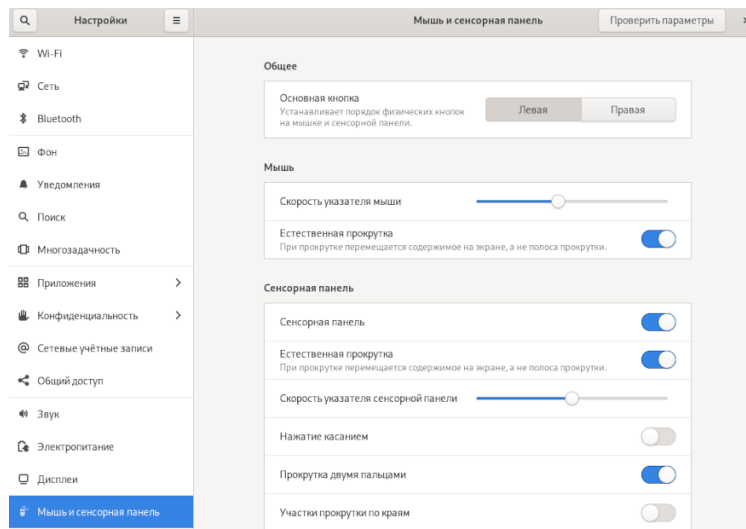 Настройки
Мышь и сенсорная панель
Проверить параметры
Wi-Fi
Сеть
Bluetooth
Фон
Уведомления
Поиск
Многозадачность
Приложения
Конфиденциальность
Сетевые учётные записи
Общий доступ
Звук
Электропитание
Дисплеи
Мышь и сенсорная панель
Общее
Основная кнопка
Устанавливает порядок физических кнопок
на мышке и сенсорной панели.
Левая
Правая
Мышь
Скорость указателя мыши
Естественная прокрутка
При прокрутке перемещается содержимое на экране, а не полоса прокрутки.
Сенсорная панель
Сенсорная панель
Естественная прокрутка
При прокрутке перемещается содержимое на экране, а не полоса прокрутки.
Скорость указателя сенсорной панели
Нажатие касанием
Прокрутка двумя пальцами
Участки прокрутки по краям